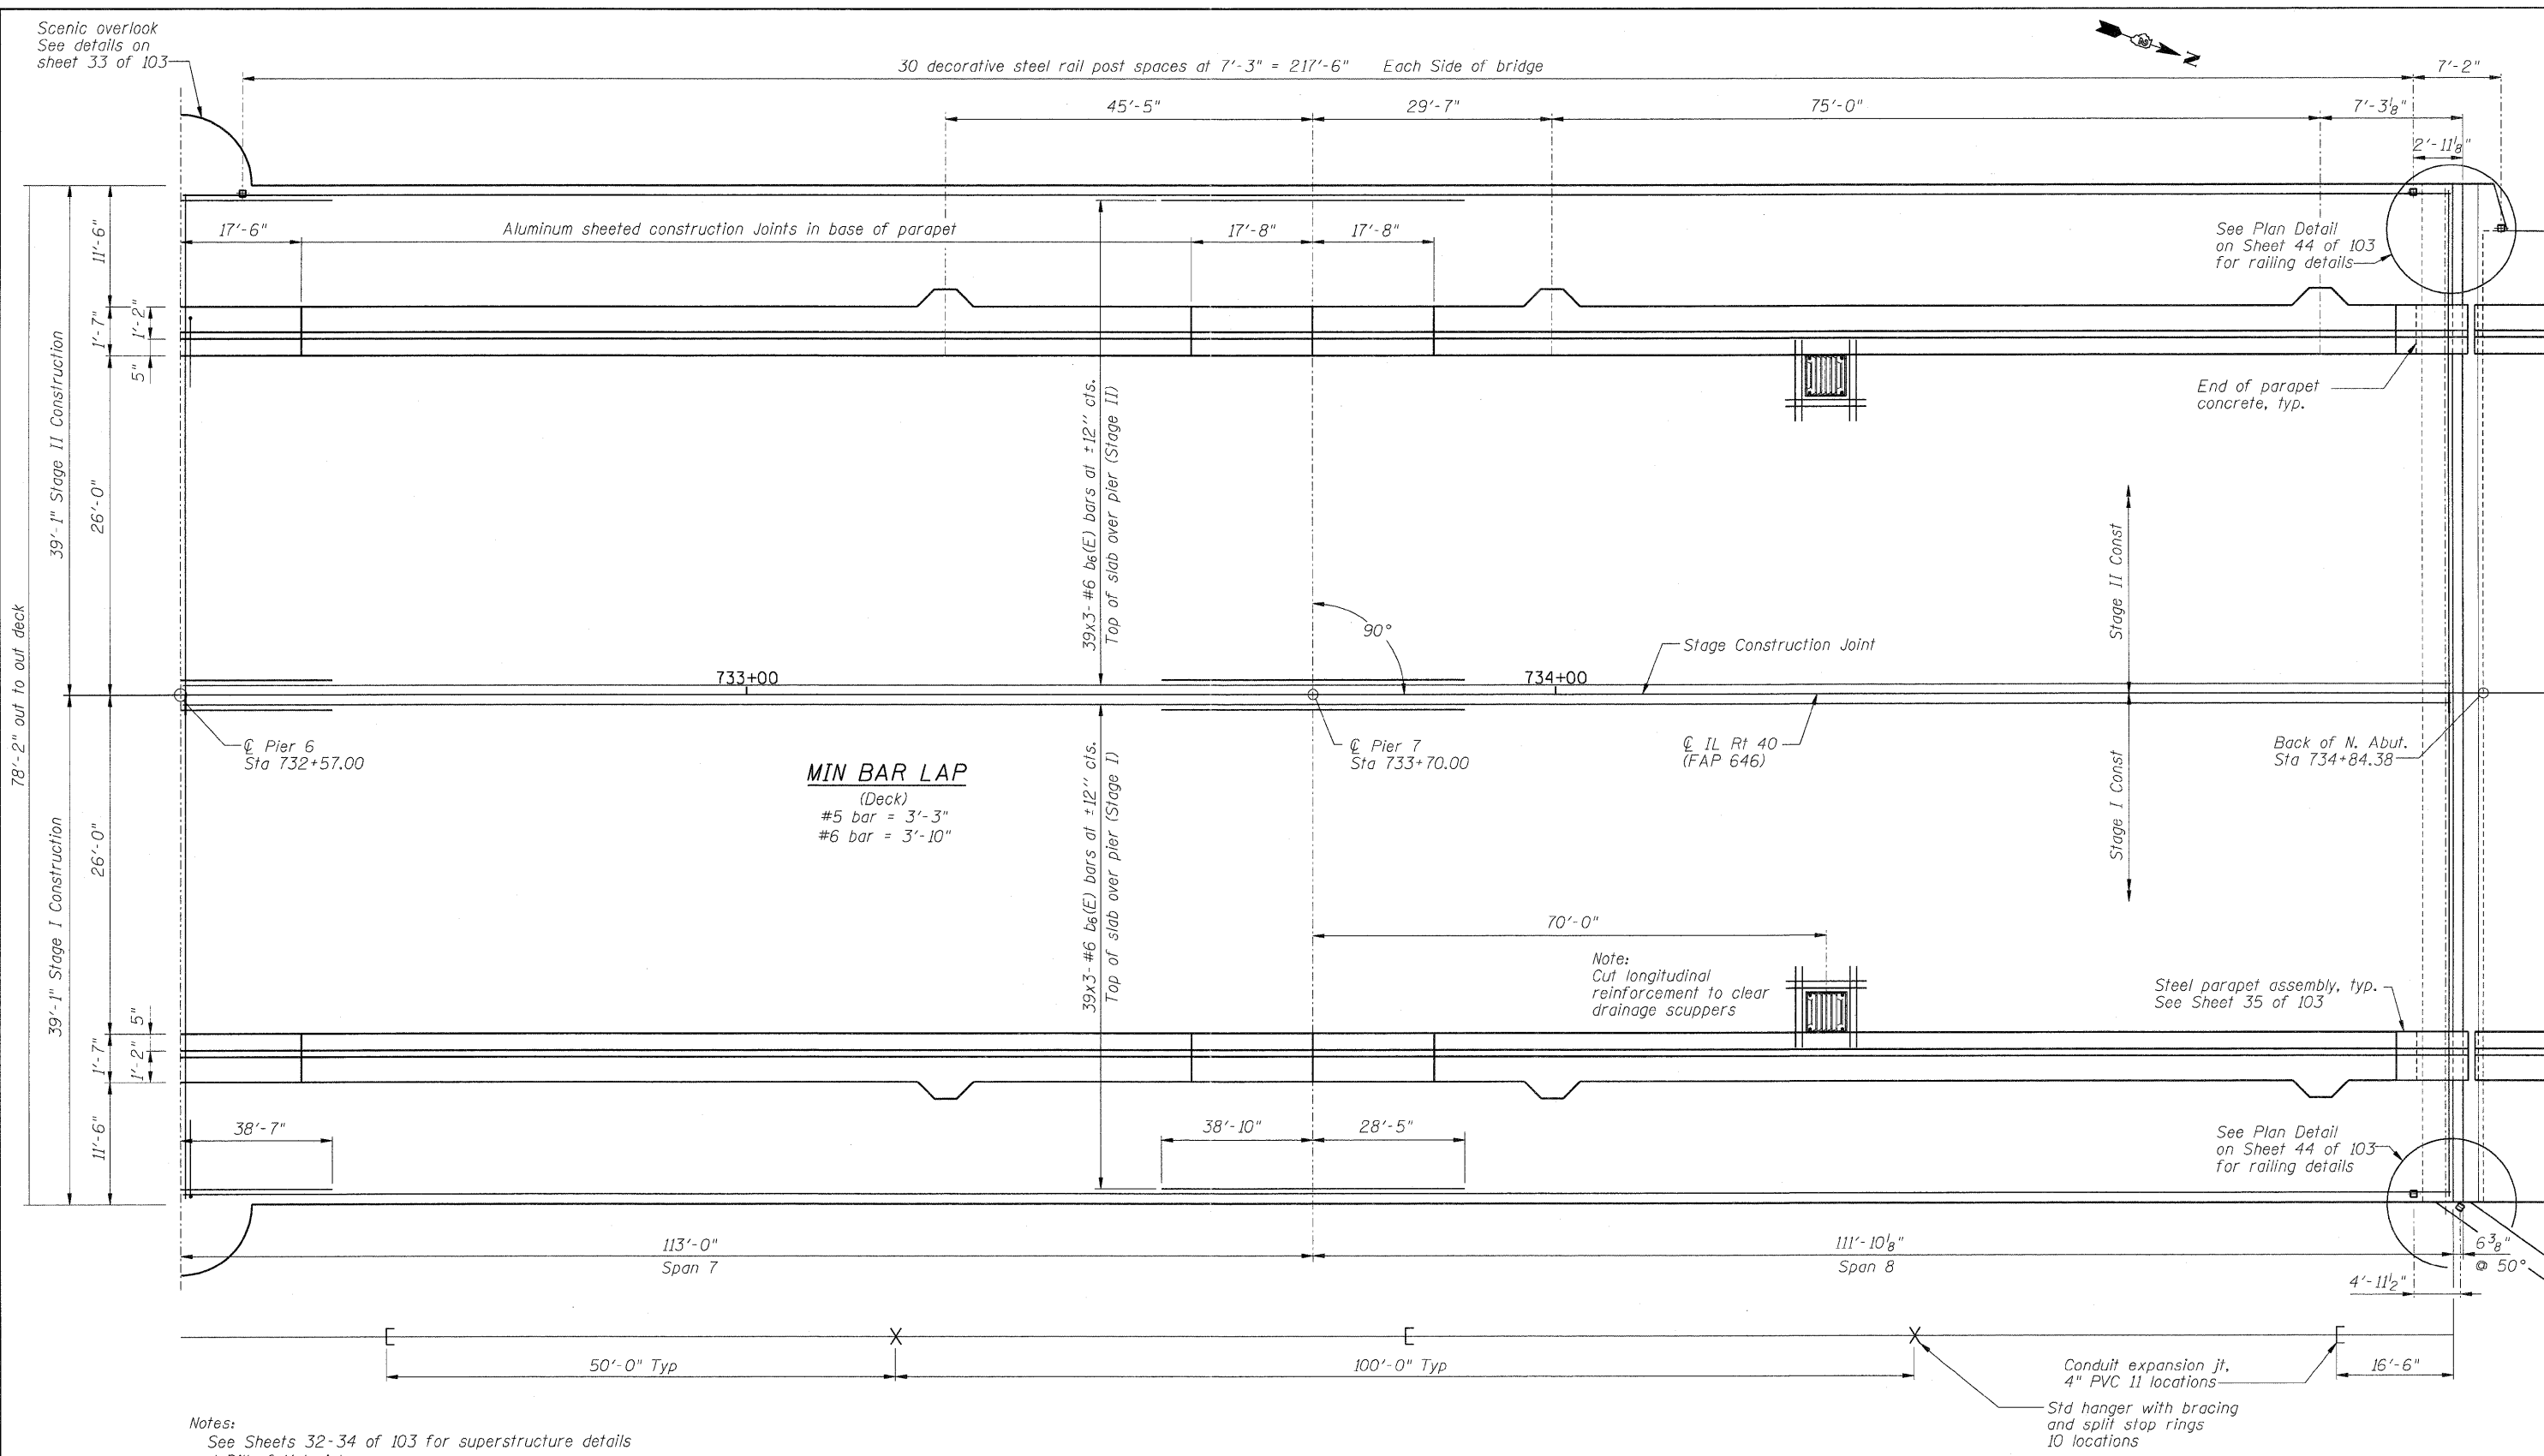 Scenic overlook
See details on
sheet 33 of 103
30 decorative steel rail post spaces at 7'-3" = 217'-6"    Each Side of bridge
N
7'-2"
45'-5"
29'-7"
75'-0"
7'-3⅛"
2'-11⅛"
17'-6"
Aluminum sheeted construction Joints in base of parapet
17'-8"
17'-8"
See Plan Detail
on Sheet 44 of 103
for railing details
11'-6"
1'-7"
1'-2"
5"
26'-0"
39'-1" Stage II Construction
78'-2" out to out deck
39x3-#6 b6(E) bars at ±12" cts.
Top of slab over pier (Stage II)
End of parapet
concrete, typ.
Stage II Const
90°
Stage Construction Joint
733+00
734+00
℄ Pier 6
Sta 732+57.00
℄ Pier 7
Sta 733+70.00
℄ IL Rt 40
(FAP 646)
Back of N. Abut.
Sta 734+84.38
MIN BAR LAP
(Deck)
#5 bar = 3'-3"
#6 bar = 3'-10"
Stage I Const
39'-1" Stage I Construction
26'-0"
39x3-#6 b6(E) bars at ±12" cts.
Top of slab over pier (Stage I)
70'-0"
Note:
Cut longitudinal
reinforcement to clear
drainage scuppers
Steel parapet assembly, typ.
See Sheet 35 of 103
5"
1'-7"
1'-2"
11'-6"
38'-7"
38'-10"
28'-5"
See Plan Detail
on Sheet 44 of 103
for railing details
113'-0"
Span 7
111'-10⅛"
Span 8
6⅜"
@ 50°
4'-11½"
E
X
E
X
E
50'-0" Typ
100'-0" Typ
16'-6"
Conduit expansion jt,
4" PVC 11 locations
Std hanger with bracing
and split stop rings
10 locations
Notes:
See Sheets 32-34 of 103 for superstructure details